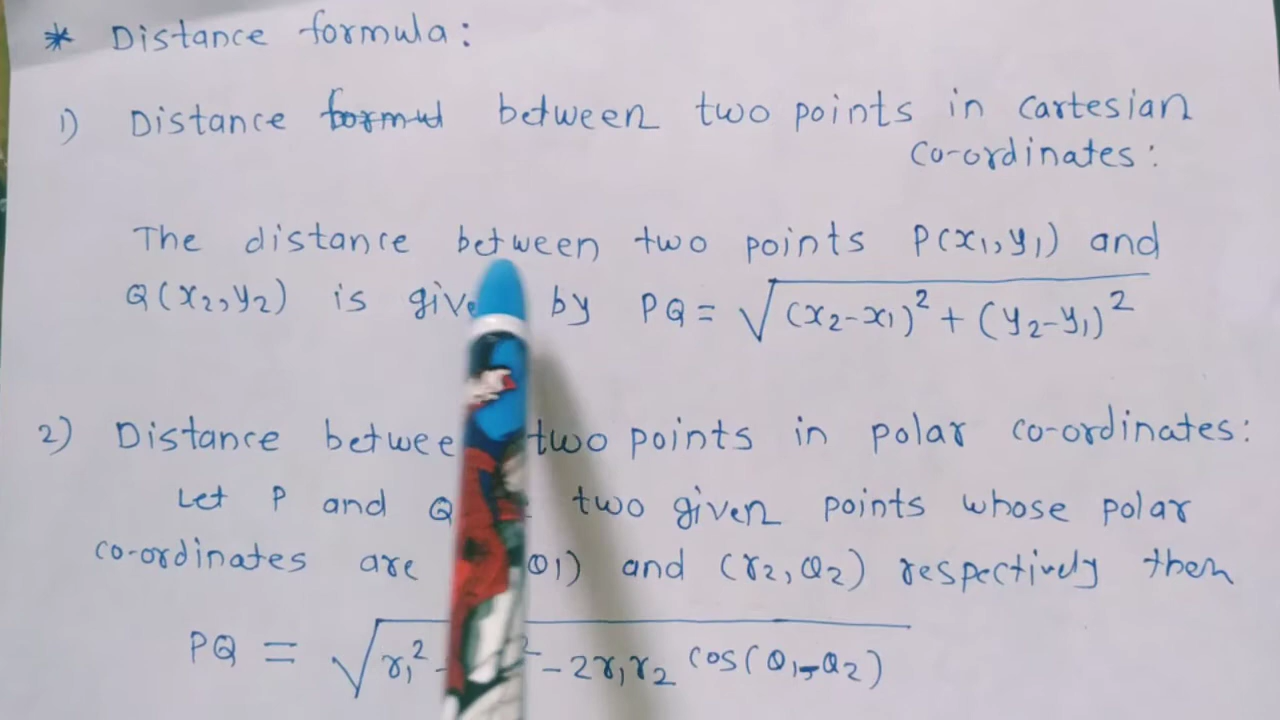 * Distance formula:
1) Distance formul between two points in cartesian
co-ordinates:
The distance between two points P(x₁,y₁) and
Q(x₂,y₂) is give by PQ = √(x₂-x₁)² + (y₂-y₁)²
2) Distance betwee two points in polar co-ordinates:
Let P and Q two given points whose polar
co-ordinates are θ₁) and (r₂,θ₂) respectively then
PQ = √r₁² ² - 2r₁r₂ cos(θ₁-θ₂)